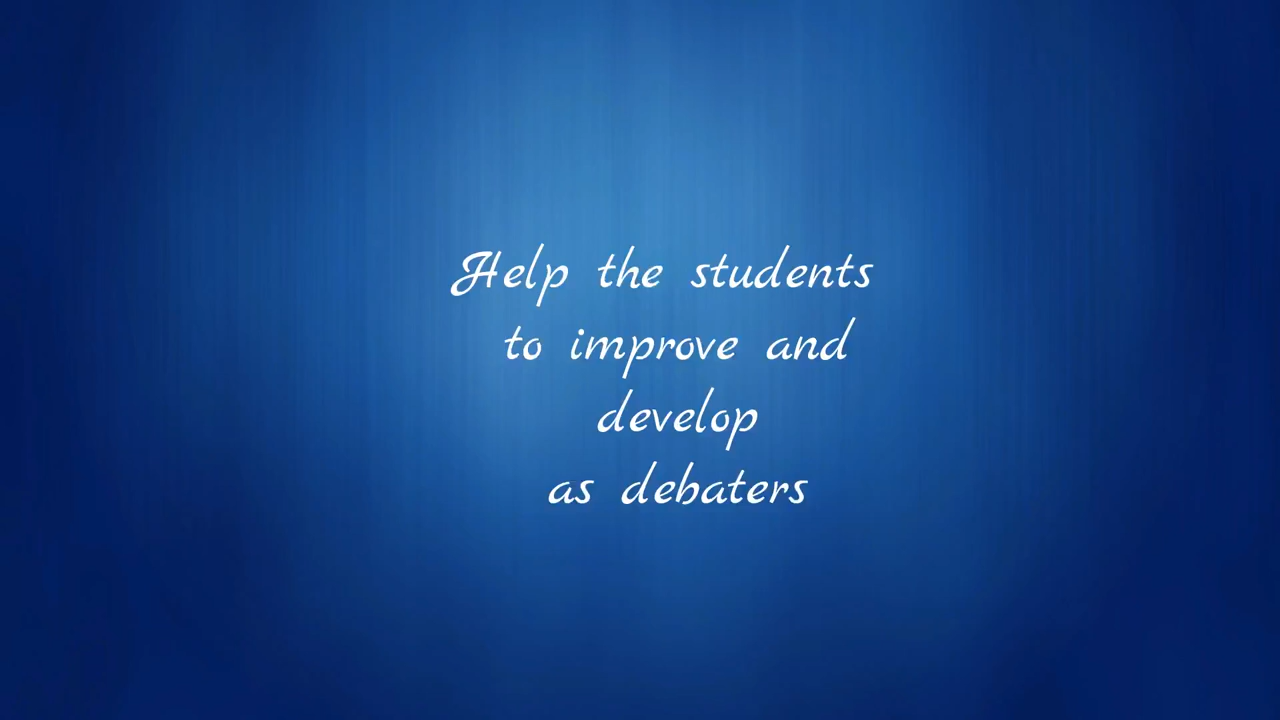 Help the students
to improve and
develop
as debaters